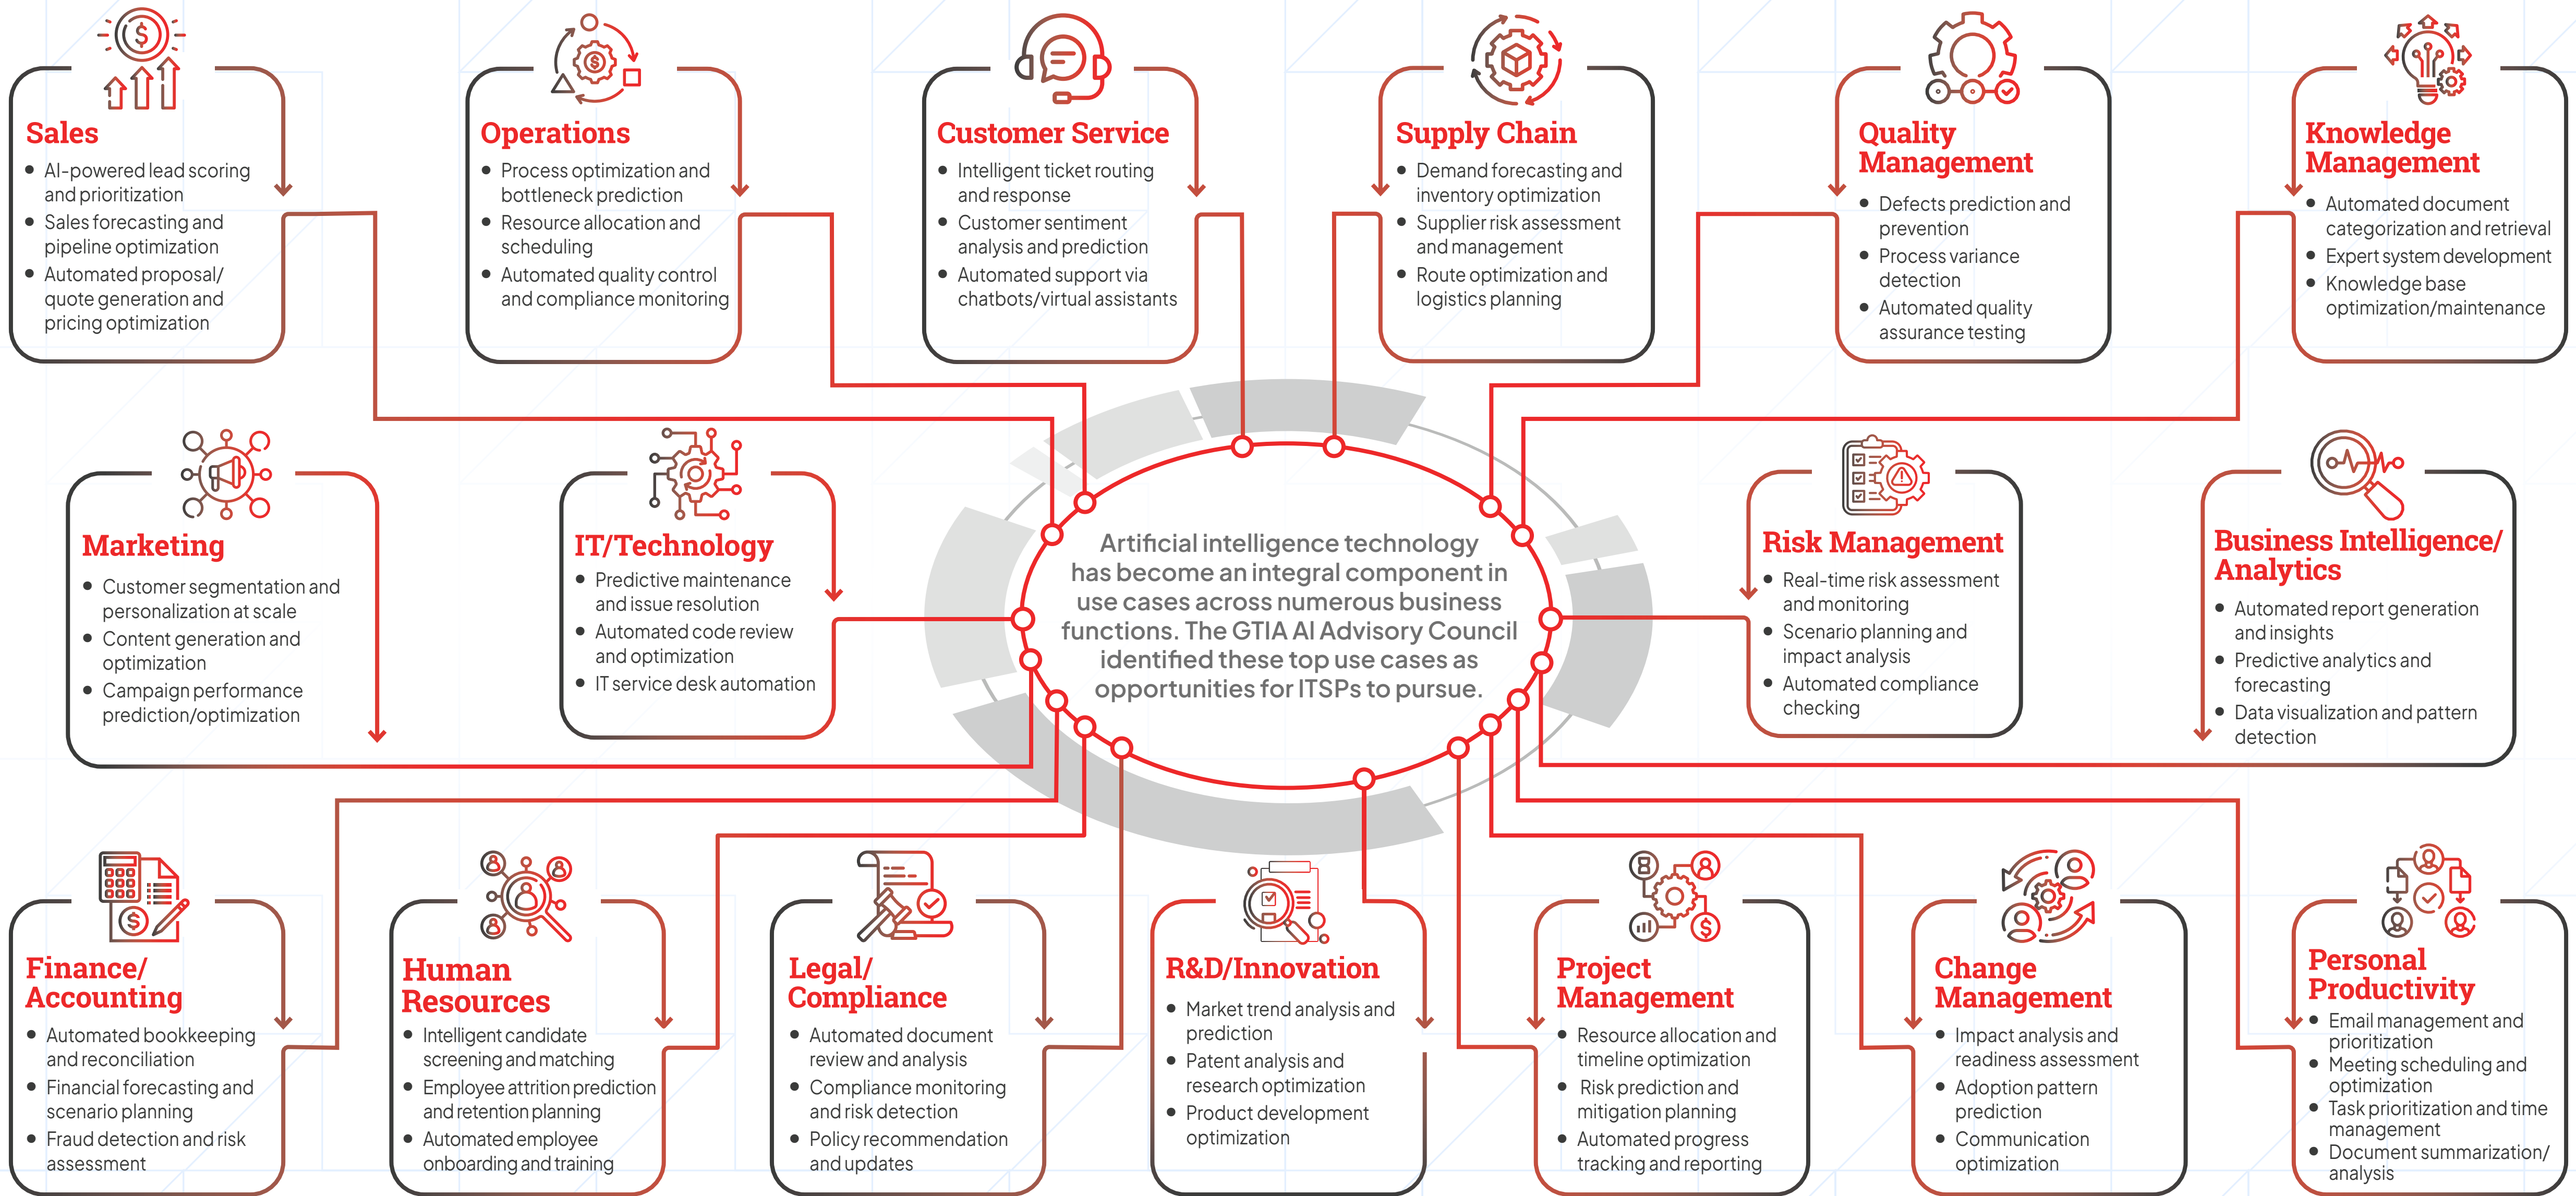 Sales
• AI-powered lead scoring
and prioritization
• Sales forecasting and
pipeline optimization
• Automated proposal/
quote generation and
pricing optimization
Operations
• Process optimization and
bottleneck prediction
• Resource allocation and
scheduling
• Automated quality control
and compliance monitoring
Customer Service
• Intelligent ticket routing
and response
• Customer sentiment
analysis and prediction
• Automated support via
chatbots/virtual assistants
Supply Chain
• Demand forecasting and
inventory optimization
• Supplier risk assessment
and management
• Route optimization and
logistics planning
Quality
Management
• Defects prediction and
prevention
• Process variance
detection
• Automated quality
assurance testing
Knowledge
Management
• Automated document
categorization and retrieval
• Expert system development
• Knowledge base
optimization/maintenance
Marketing
• Customer segmentation and
personalization at scale
• Content generation and
optimization
• Campaign performance
prediction/optimization
IT/Technology
• Predictive maintenance
and issue resolution
• Automated code review
and optimization
• IT service desk automation
Artificial intelligence technology
has become an integral component in
use cases across numerous business
functions. The GTIA AI Advisory Council
identified these top use cases as
opportunities for ITSPs to pursue.
Risk Management
• Real-time risk assessment
and monitoring
• Scenario planning and
impact analysis
• Automated compliance
checking
Business Intelligence/
Analytics
• Automated report generation
and insights
• Predictive analytics and
forecasting
• Data visualization and pattern
detection
Finance/
Accounting
• Automated bookkeeping
and reconciliation
• Financial forecasting and
scenario planning
• Fraud detection and risk
assessment
Human
Resources
• Intelligent candidate
screening and matching
• Employee attrition prediction
and retention planning
• Automated employee
onboarding and training
Legal/
Compliance
• Automated document
review and analysis
• Compliance monitoring
and risk detection
• Policy recommendation
and updates
R&D/Innovation
• Market trend analysis and
prediction
• Patent analysis and
research optimization
• Product development
optimization
Project
Management
• Resource allocation and
timeline optimization
• Risk prediction and
mitigation planning
• Automated progress
tracking and reporting
Change
Management
• Impact analysis and
readiness assessment
• Adoption pattern
prediction
• Communication
optimization
Personal
Productivity
• Email management and
prioritization
• Meeting scheduling and
optimization
• Task prioritization and time
management
• Document summarization/
analysis